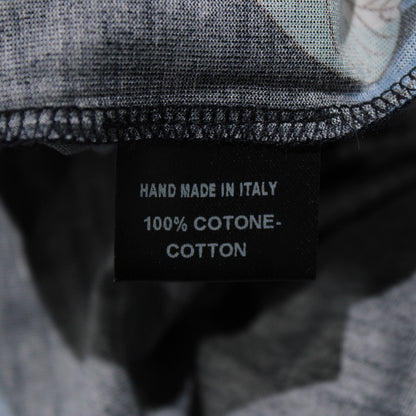 HAND MADE IN ITALY
100% COTONE-
COTTON